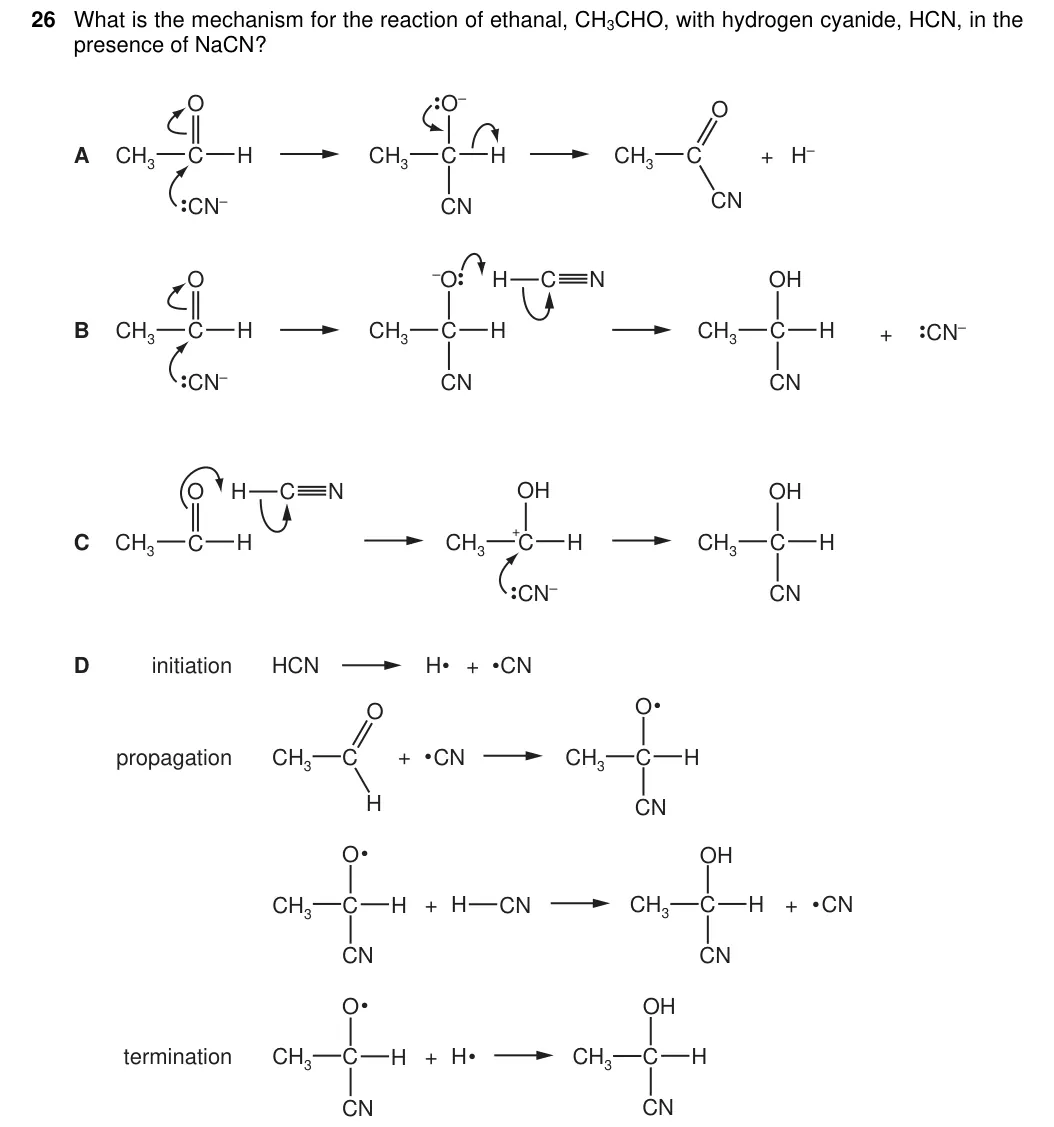 26 What is the mechanism for the reaction of ethanal, CH₃CHO, with hydrogen cyanide, HCN, in the
presence of NaCN?
O :O⁻ O
A CH₃ C H CH₃ C H CH₃ C + H⁻
:CN⁻ CN CN
O ⁻O: H C N OH
B CH₃ C H CH₃ C H CH₃ C H + :CN⁻
:CN⁻ CN CN
O H C N OH OH
C CH₃ C H CH₃ ⁺C H CH₃ C H
:CN⁻ CN
D initiation HCN H• + •CN
O O•
propagation CH₃ C + •CN CH₃ C H
H CN
O• OH
CH₃ C H + H CN CH₃ C H + •CN
CN CN
O• OH
termination CH₃ C H + H• CH₃ C H
CN CN